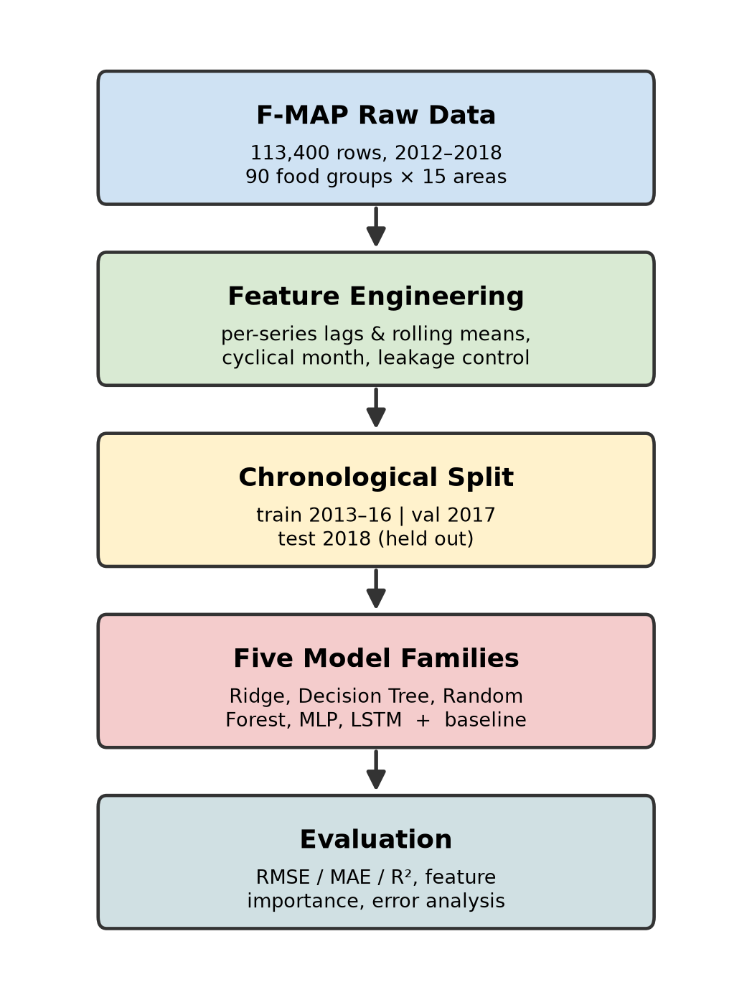 F-MAP Raw Data
113,400 rows, 2012–2018
90 food groups × 15 areas
Feature Engineering
per-series lags & rolling means,
cyclical month, leakage control
Chronological Split
train 2013–16 | val 2017
test 2018 (held out)
Five Model Families
Ridge, Decision Tree, Random
Forest, MLP, LSTM + baseline
Evaluation
RMSE / MAE / R², feature
importance, error analysis